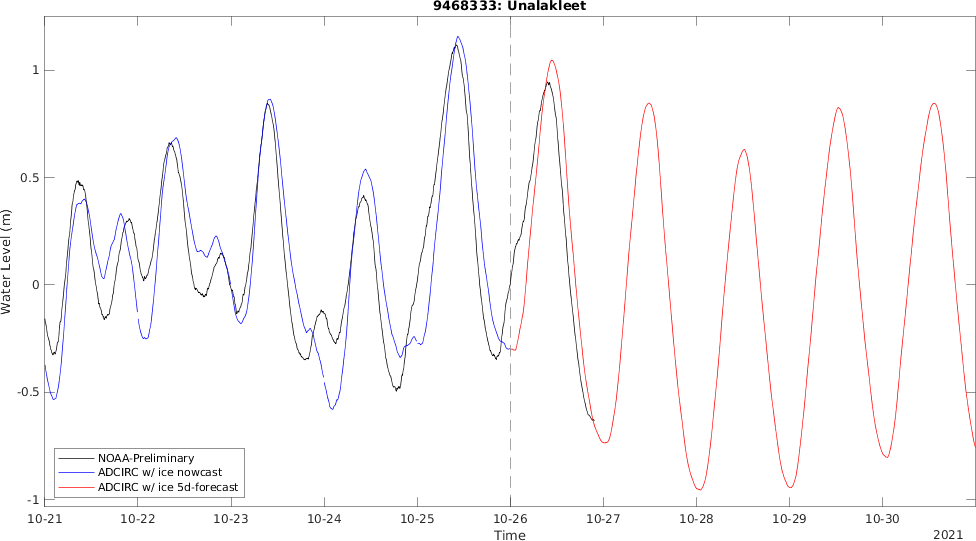 9468333: Unalakleet
Water Level (m)
1
0.5
0
-0.5
-1
NOAA-Preliminary
ADCIRC w/ ice nowcast
ADCIRC w/ ice 5d-forecast
10-21 10-22 10-23 10-24 10-25 10-26 10-27 10-28 10-29 10-30
Time
2021